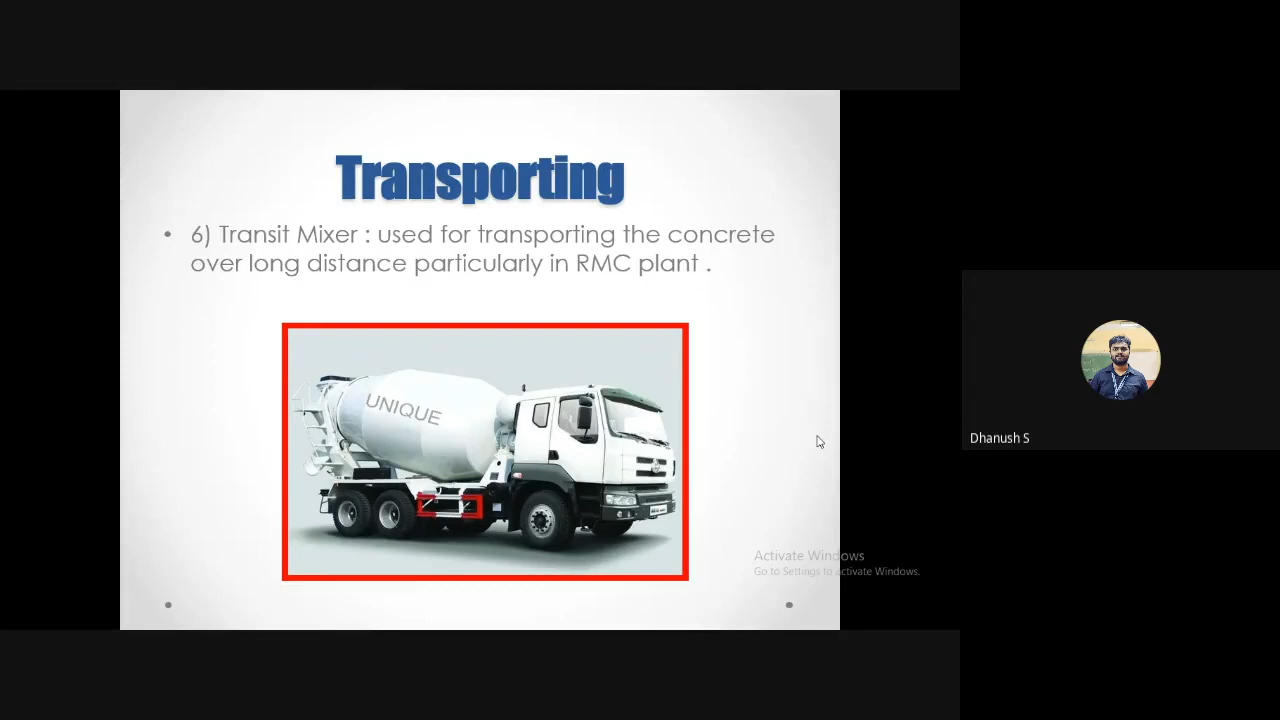 Transporting
• 6) Transit Mixer : used for transporting the concrete
over long distance particularly in RMC plant .
UNIQUE
Dhanush S
Activate Windows
Go to Settings to activate Windows.